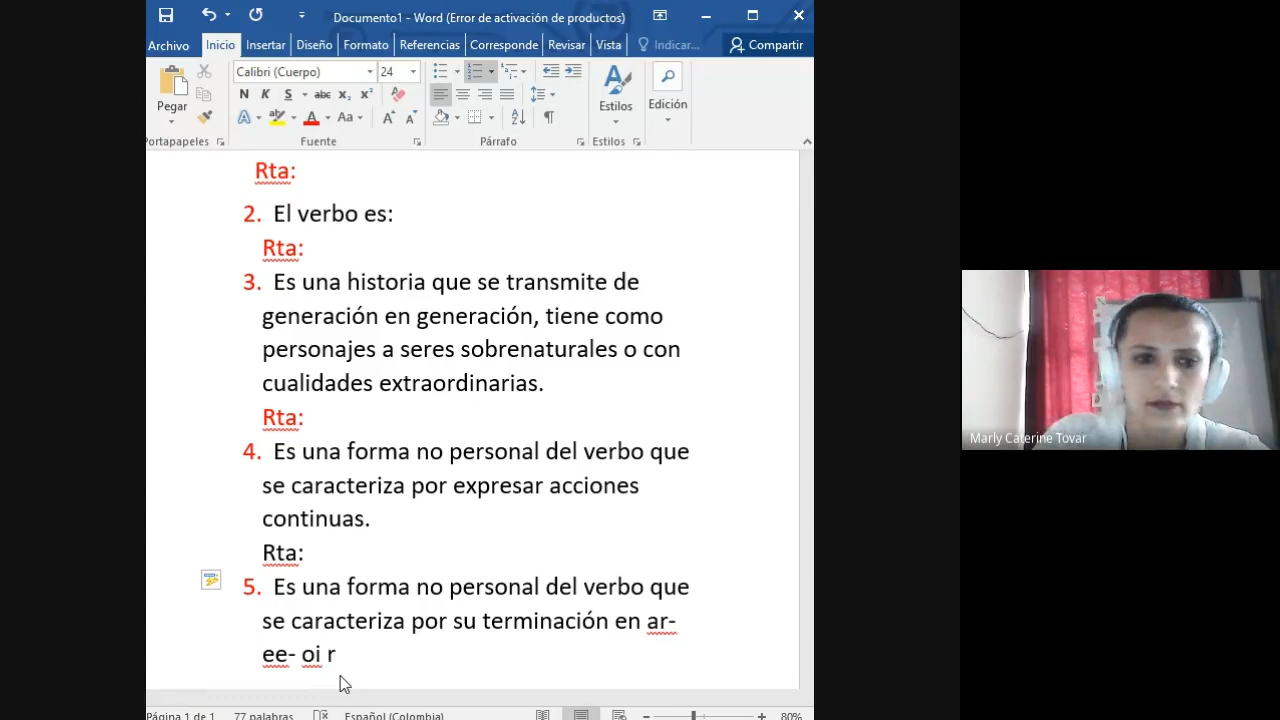 Documento1 - Word (Error de activación de productos)
Archivo Inicio Insertar Diseño Formato Referencias Corresponde Revisar Vista Indicar... Compartir
Calibri (Cuerpo) 24
Pegar N K S abc x₂ x² Estilos Edición
A aby A Aa A A
Portapapeles Fuente Párrafo Estilos
Rta:
2. El verbo es:
Rta:
3. Es una historia que se transmite de
generación en generación, tiene como
personajes a seres sobrenaturales o con
cualidades extraordinarias.
Rta:
4. Es una forma no personal del verbo que
se caracteriza por expresar acciones
continuas.
Rta:
5. Es una forma no personal del verbo que
se caracteriza por su terminación en ar-
ee- oi r
Marly Caterine Tovar
Página 1 de 1 77 palabras Español (Colombia) 80%